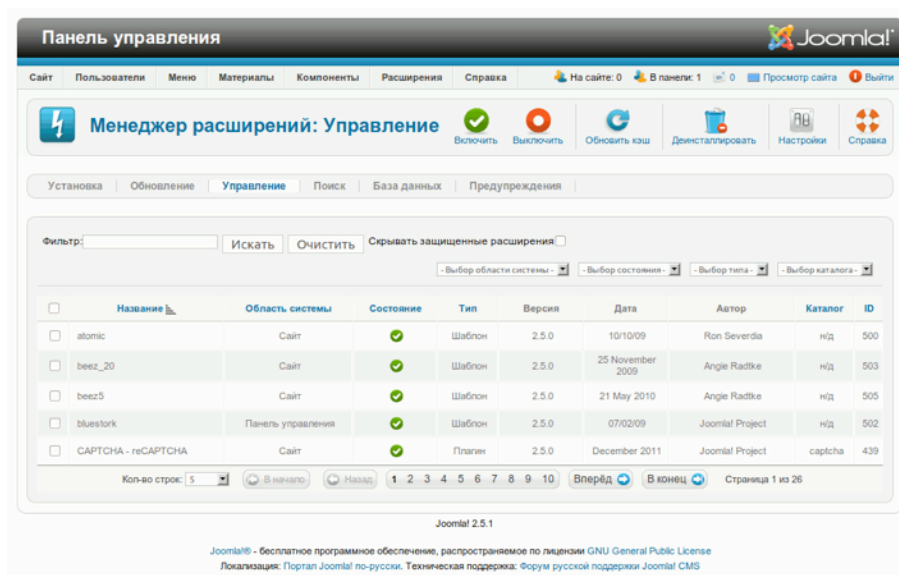 Панель управления Joomla!
Сайт Пользователи Меню Материалы Компоненты Расширения Справка На сайте: 0 В панели: 1 0 Просмотр сайта Выйти
Менеджер расширений: Управление Включить Выключить Обновить кэш Деинсталлировать Настройки Справка
Установка Обновление Управление Поиск База данных Предупреждения
Фильтр: Искать Очистить Скрывать защищенные расширения
- Выбор области системы - - Выбор состояния - - Выбор типа - - Выбор каталога -
Название Область системы Состояние Тип Версия Дата Автор Каталог ID
atomic Сайт Шаблон 2.5.0 10/10/09 Ron Severdia н/д 500
beez_20 Сайт Шаблон 2.5.0 25 November 2009 Angie Radtke н/д 503
beez5 Сайт Шаблон 2.5.0 21 May 2010 Angie Radtke н/д 505
bluestork Панель управления Шаблон 2.5.0 07/02/09 Joomla! Project н/д 502
CAPTCHA - reCAPTCHA Сайт Плагин 2.5.0 December 2011 Joomla! Project captcha 439
Кол-во строк: 5 В начало Назад 1 2 3 4 5 6 7 8 9 10 Вперёд В конец Страница 1 из 26
Joomla! 2.5.1
Joomla!® - бесплатное программное обеспечение, распространяемое по лицензии GNU General Public License
Локализация: Портал Joomla! по-русски. Техническая поддержка: Форум русской поддержки Joomla! CMS